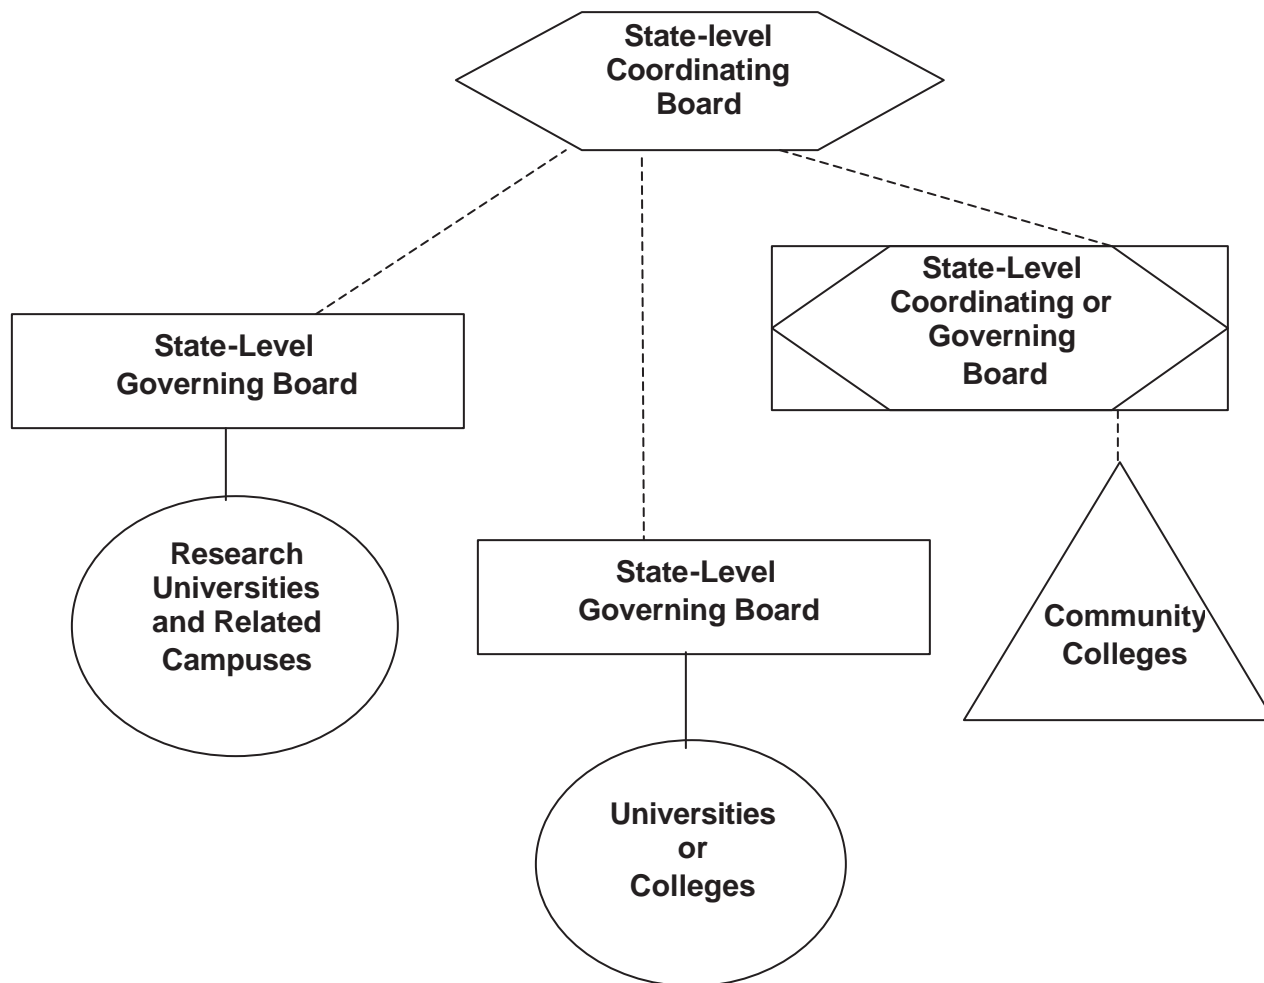 State-level
Coordinating
Board
State-Level
Coordinating or
Governing
Board
State-Level
Governing Board
Research
Universities
and Related
Campuses
State-Level
Governing Board
Community
Colleges
Universities
or
Colleges